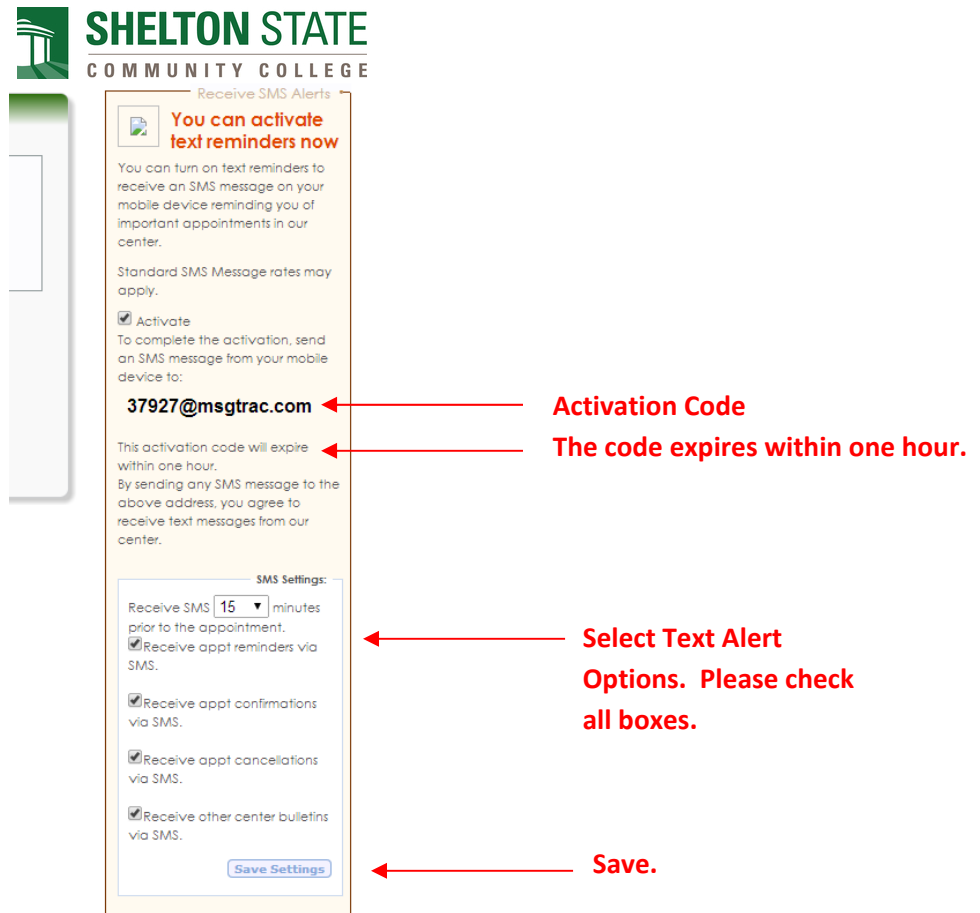 SHELTON STATE
COMMUNITY COLLEGE
Receive SMS Alerts
You can activate
text reminders now
You can turn on text reminders to
receive an SMS message on your
mobile device reminding you of
important appointments in our
center.
Standard SMS Message rates may
apply.
Activate
To complete the activation, send
an SMS message from your mobile
device to:
37927@msgtrac.com
Activation Code
This activation code will expire
within one hour.
The code expires within one hour.
By sending any SMS message to the
above address, you agree to
receive text messages from our
center.
SMS Settings:
Receive SMS 15 minutes
prior to the appointment.
Receive appt reminders via
SMS.
Select Text Alert
Options. Please check
all boxes.
Receive appt confirmations
via SMS.
Receive appt cancellations
via SMS.
Receive other center bulletins
via SMS.
Save Settings
Save.